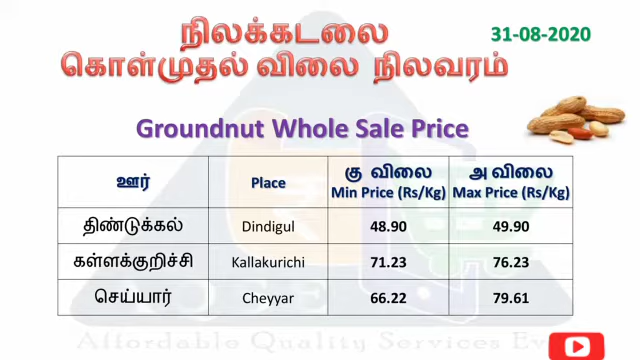 நிலக்கடலை
31-08-2020
கொள்முதல் விலை நிலவரம்
Groundnut Whole Sale Price
ஊர் Place கு விலை Min Price (Rs/Kg) அ விலை Max Price (Rs/Kg)
திண்டுக்கல் Dindigul 48.90 49.90
கள்ளக்குறிச்சி Kallakurichi 71.23 76.23
செய்யார் Cheyyar 66.22 79.61
Affordable Quality Services